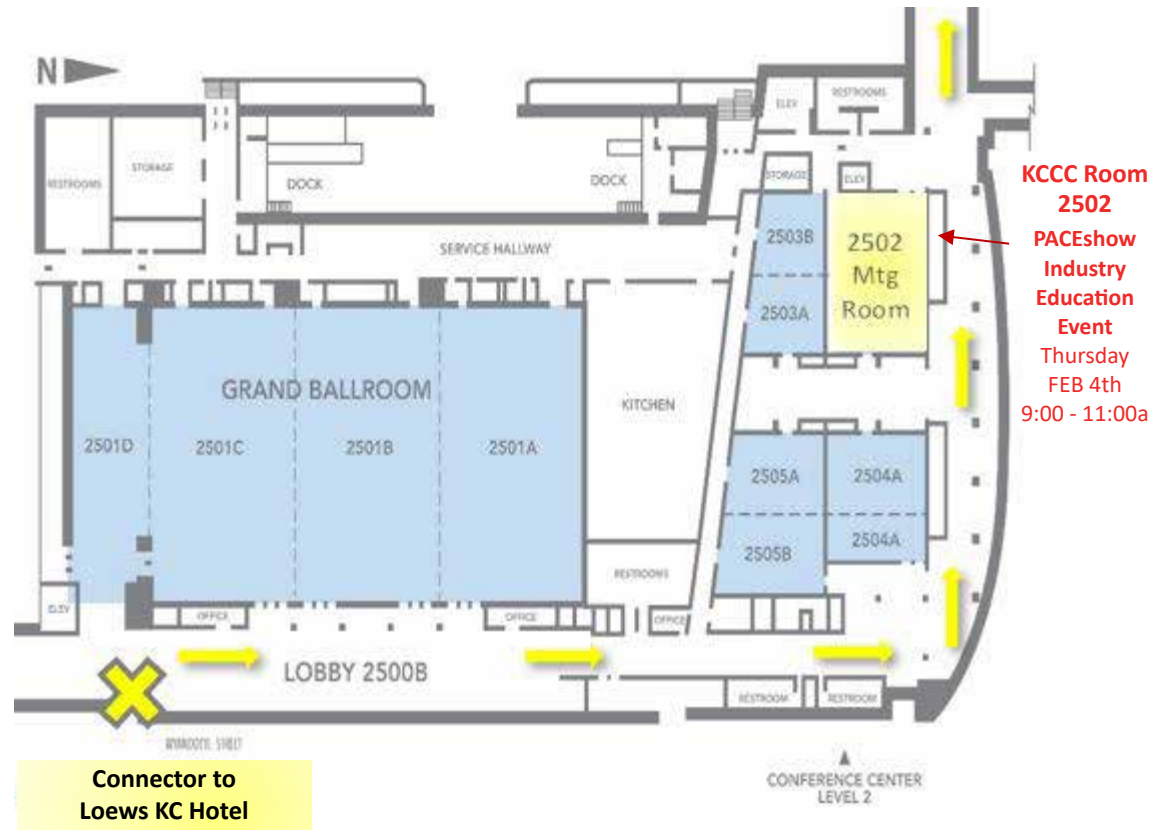 N
ELEV
RESTROOMS
RESTROOMS
STORAGE
DOCK
DOCK
STORAGE
ELEV
SERVICE HALLWAY
2503B
2503A
2502
Mtg
Room
KCCC Room
2502
PACEshow
Industry
Education
Event
Thursday
FEB 4th
9:00 - 11:00a
GRAND BALLROOM
2501D
2501C
2501B
2501A
KITCHEN
2505A
2504A
2505B
2504A
RESTROOMS
ELEV
OFFICE
OFFICE
OFFICE
LOBBY 2500B
RESTROOM
RESTROOM
WYANDOTTE STREET
CONFERENCE CENTER
LEVEL 2
Connector to
Loews KC Hotel